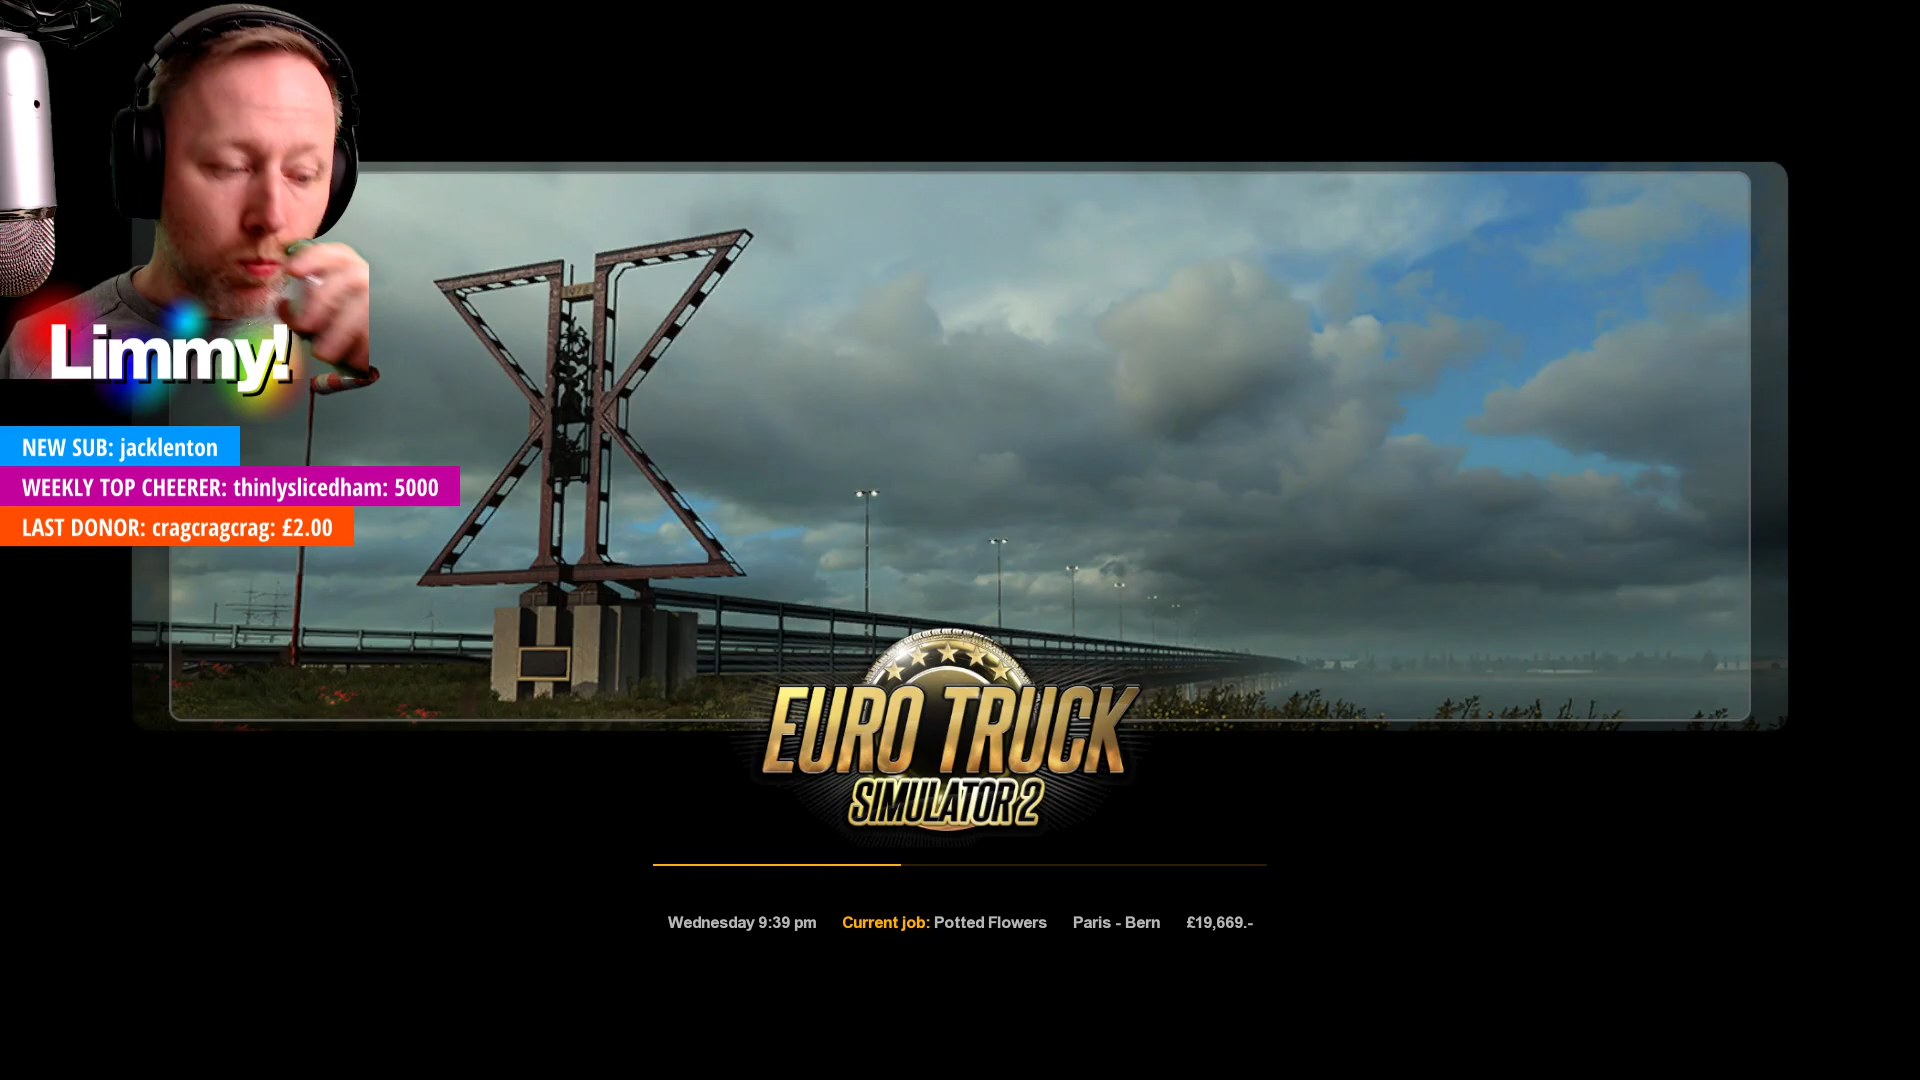 Limmy!
NEW SUB: jacklenton
WEEKLY TOP CHEERER: thinlyslicedham: 5000
LAST DONOR: cragcragcrag: £2.00
EURO TRUCK
SIMULATOR 2
Wednesday 9:39 pm Current job: Potted Flowers Paris - Bern £19,669.-